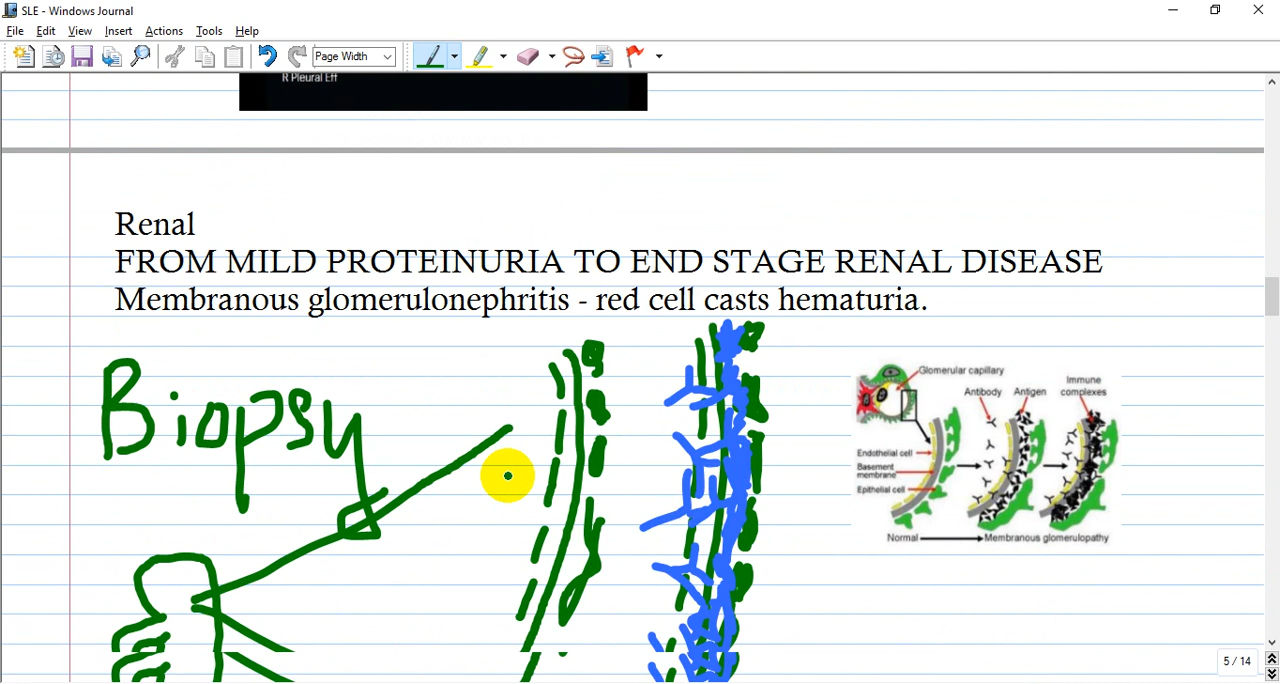 SLE - Windows Journal
File Edit View Insert Actions Tools Help
Page Width
R Pleural Eff
Renal
FROM MILD PROTEINURIA TO END STAGE RENAL DISEASE
Membranous glomerulonephritis - red cell casts hematuria.
Biopsy
Glomerular capillary
Antibody Antigen Immune complexes
Endothelial cell
Basement membrane
Epithelial cell
Normal Membranous glomerulopathy
5 / 14